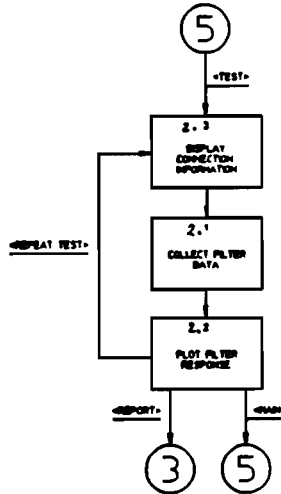 5
<TEST>
2.3
DISPLAY
CONNECTION
INFORMATION
2.1
<REPEAT TEST>
COLLECT FILTER
DATA
2.2
PLOT FILTER
RESPONSE
<REPORT>
<MAIN>
3
5